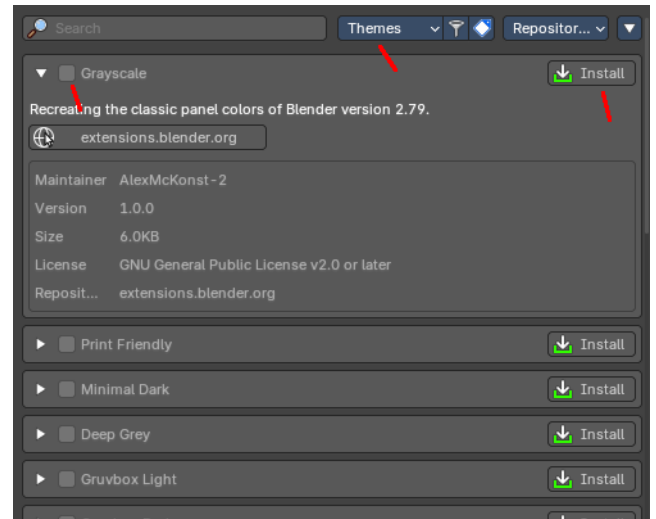 Search Themes Repositor...
Grayscale Install
Recreating the classic panel colors of Blender version 2.79.
extensions.blender.org
Maintainer AlexMcKonst-2
Version 1.0.0
Size 6.0KB
License GNU General Public License v2.0 or later
Reposit... extensions.blender.org
Print Friendly Install
Minimal Dark Install
Deep Grey Install
Gruvbox Light Install